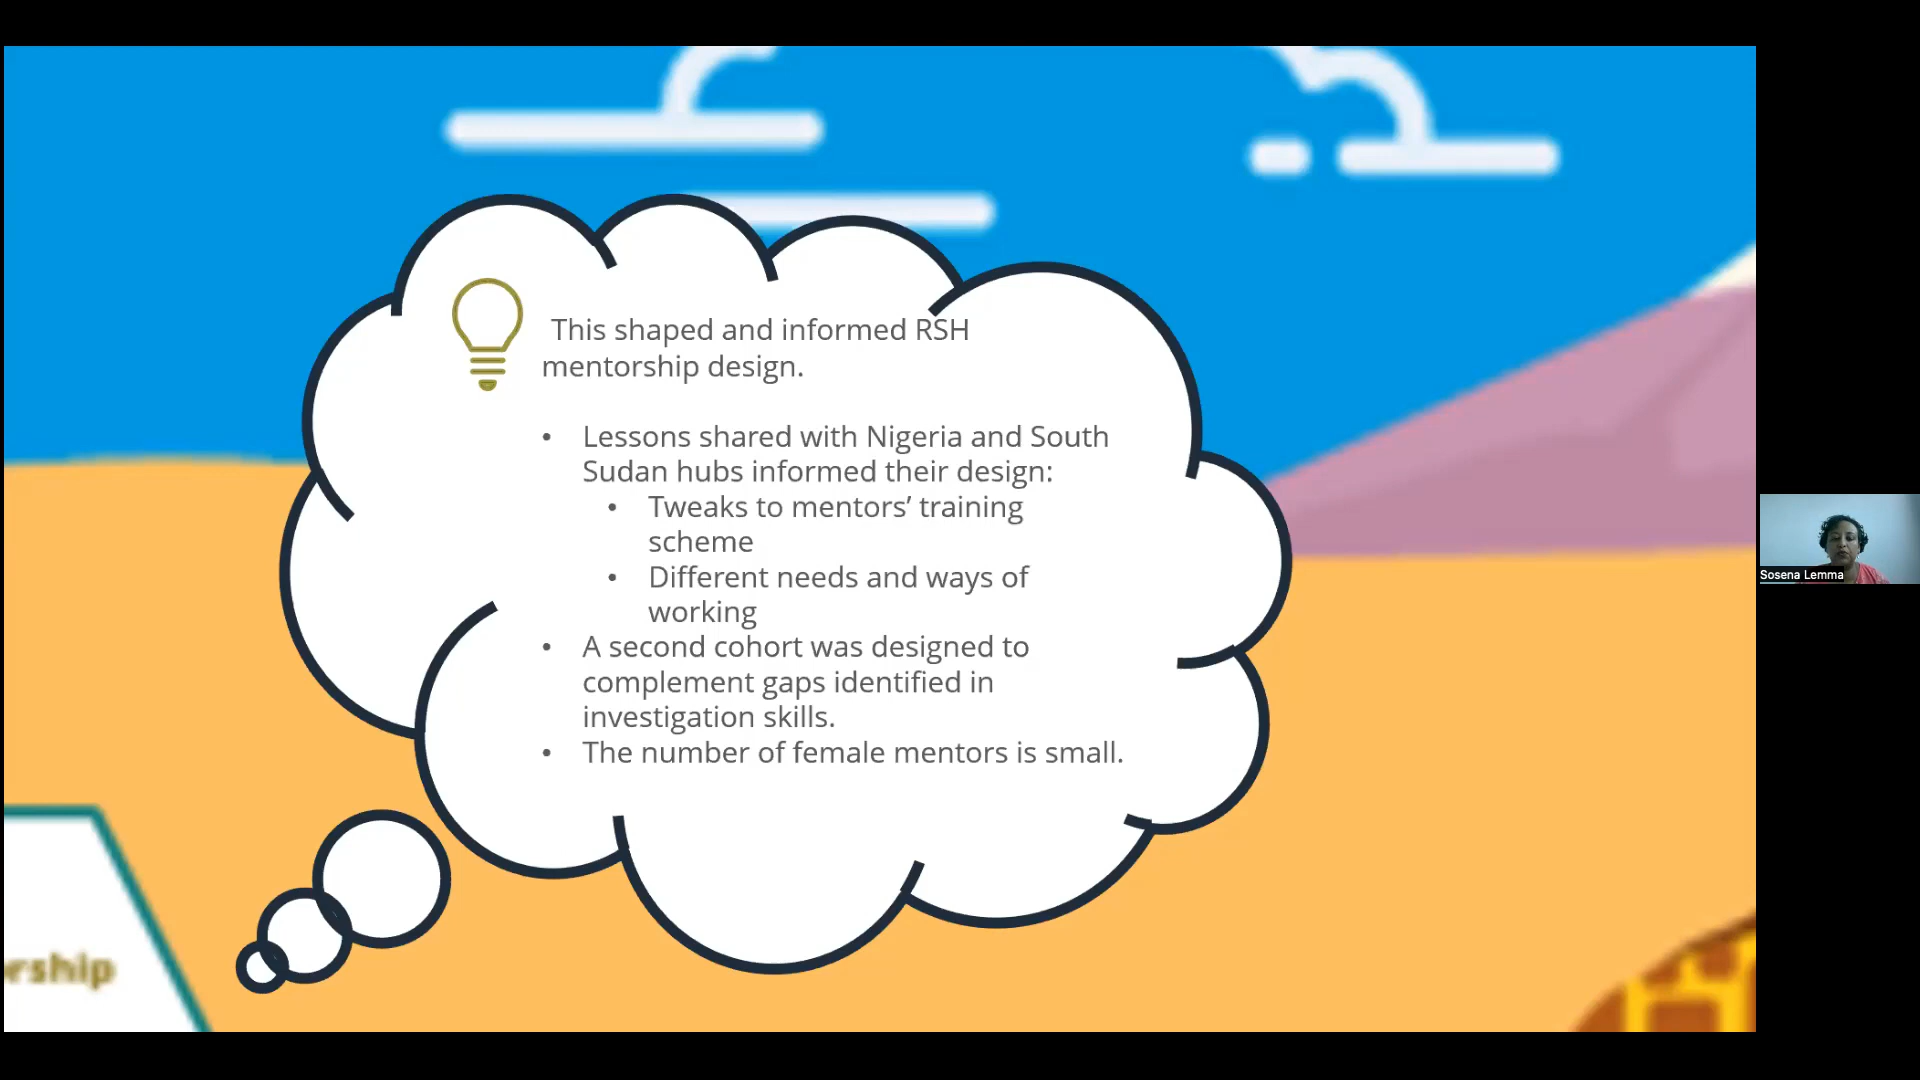 This shaped and informed RSH
mentorship design.
• Lessons shared with Nigeria and South
Sudan hubs informed their design:
• Tweaks to mentors’ training
scheme
• Different needs and ways of
working
• A second cohort was designed to
complement gaps identified in
investigation skills.
• The number of female mentors is small.
Sosena Lemma